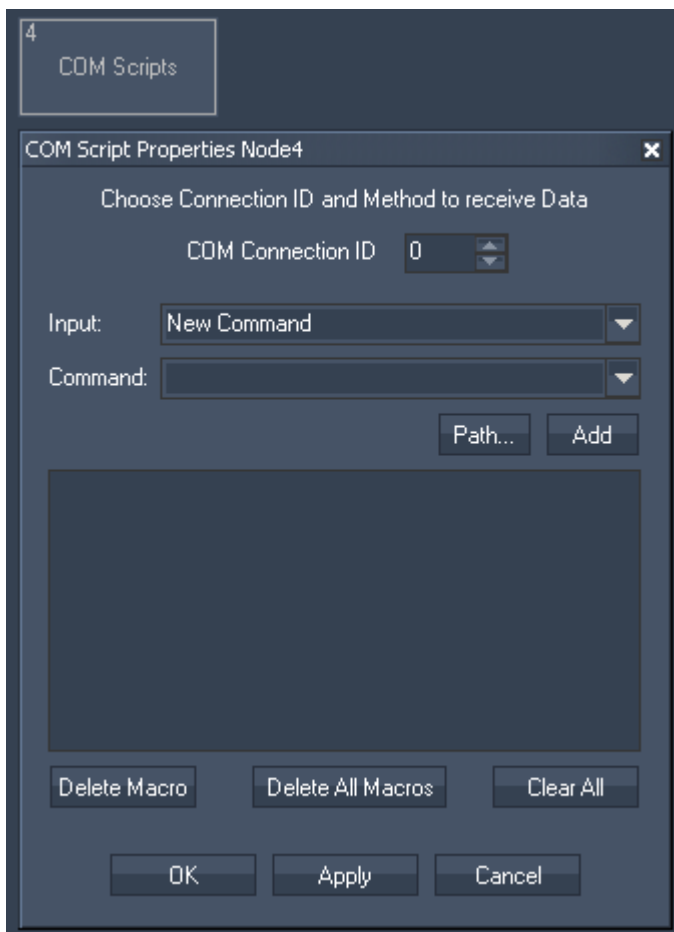 4
COM Scripts
COM Script Properties Node4
Choose Connection ID and Method to receive Data
COM Connection ID 0
Input: New Command
Command:
Path... Add
Delete Macro Delete All Macros Clear All
OK Apply Cancel